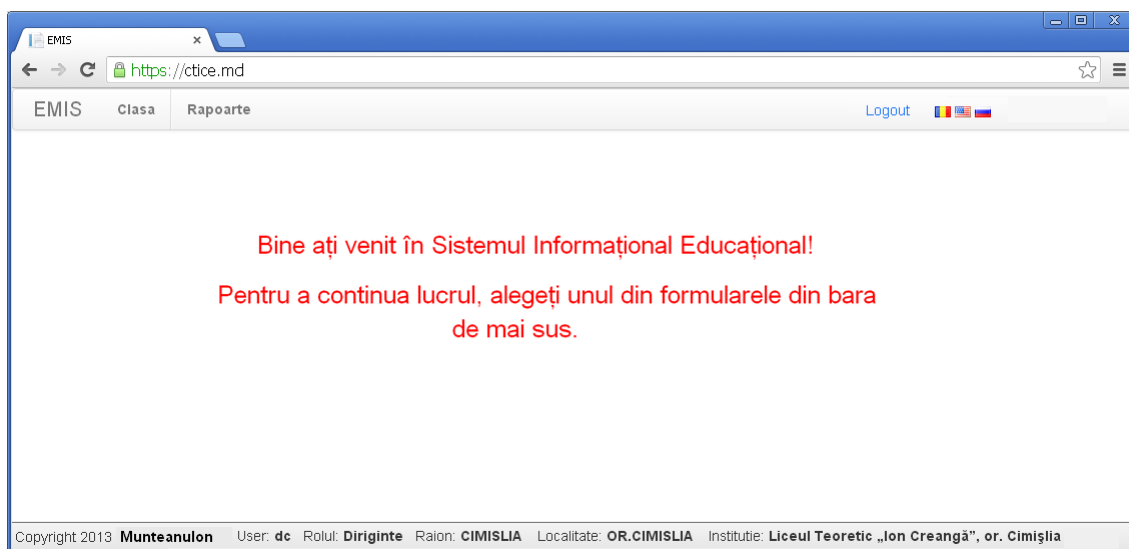 EMIS
https://ctice.md
EMIS Clasa Rapoarte Logout
Bine ați venit în Sistemul Informațional Educațional!
Pentru a continua lucrul, alegeți unul din formularele din bara
de mai sus.
Copyright 2013 Munteanulon User: dc Rolul: Diriginte Raion: CIMISLIA Localitate: OR.CIMISLIA Institutie: Liceul Teoretic „Ion Creangă”, or. Cimişlia